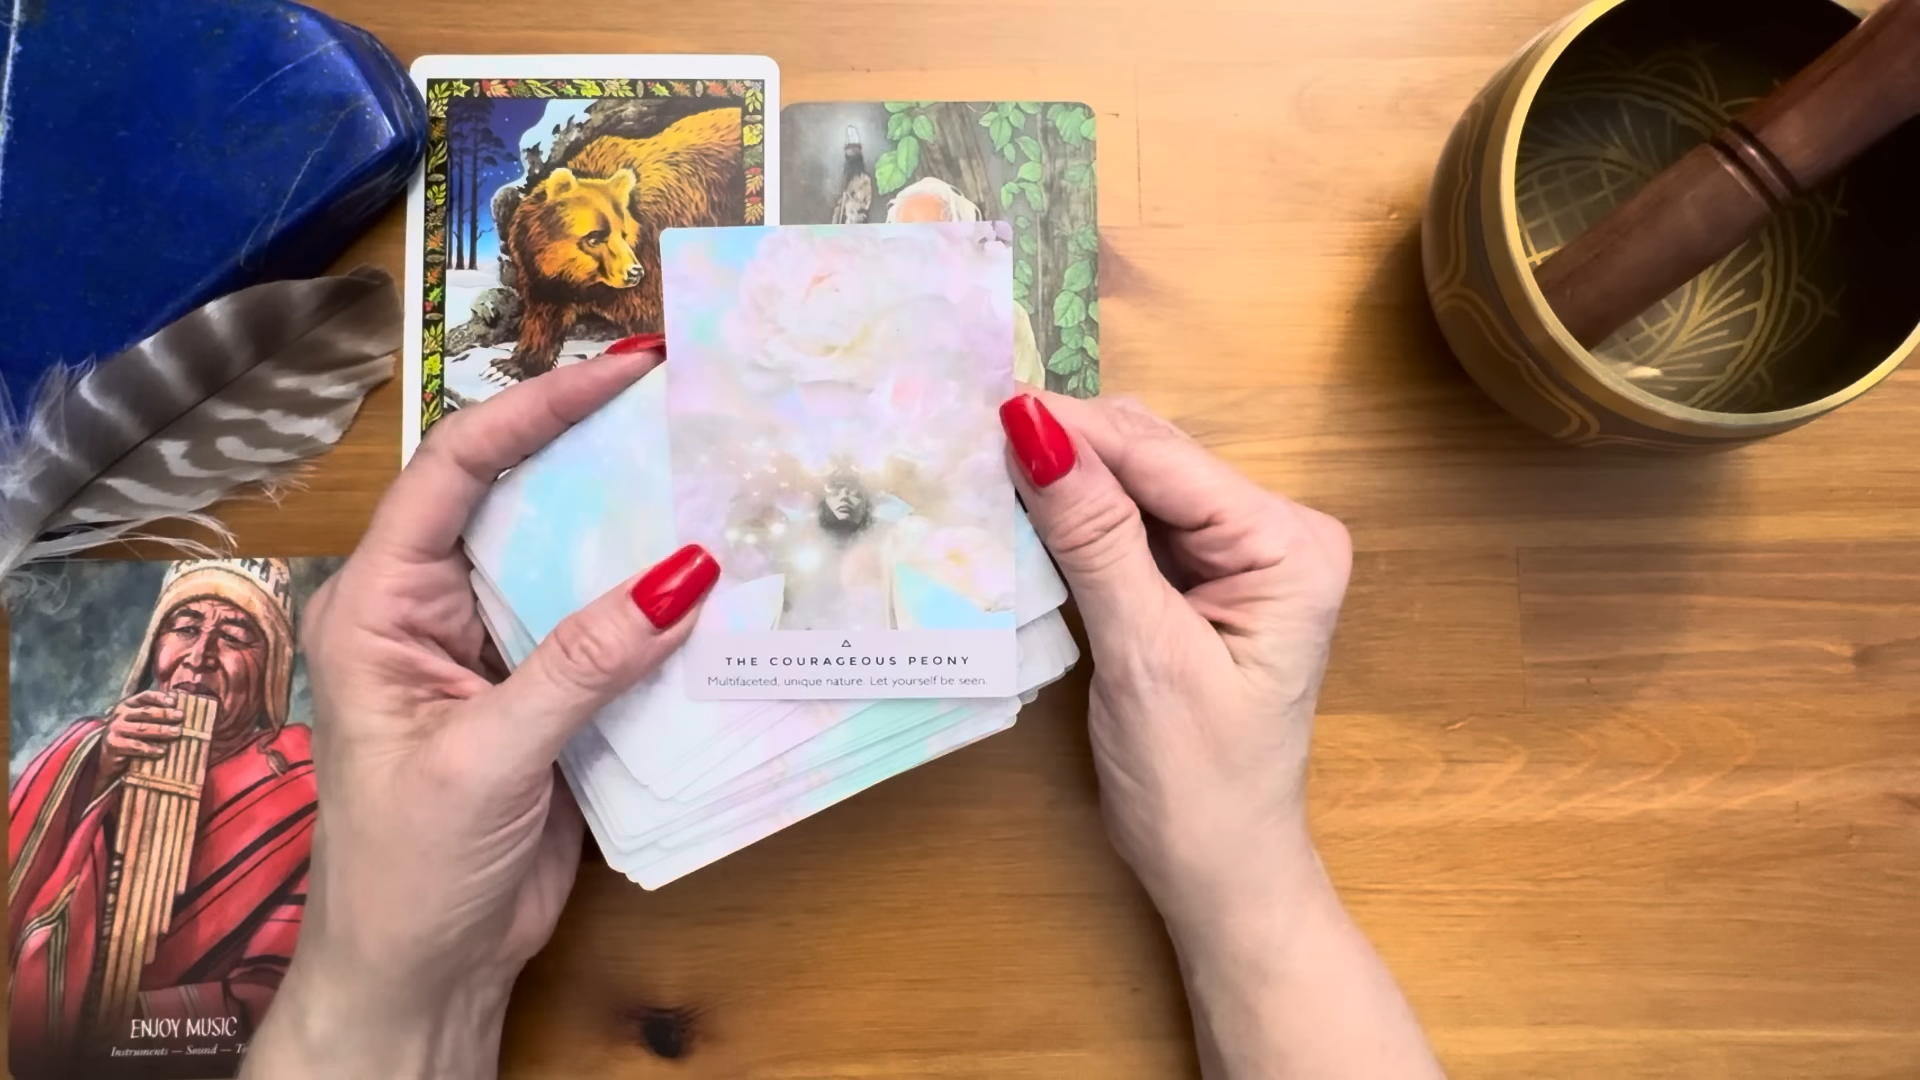 THE COURAGEOUS PEONY
Multifaceted, unique nature. Let yourself be seen.
ENJOY MUSIC
Instruments — Sound —